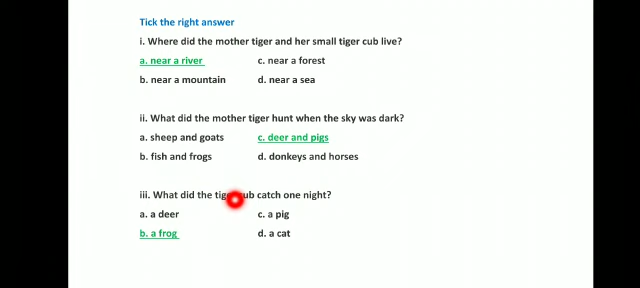 Tick the right answer
i. Where did the mother tiger and her small tiger cub live?
a. near a river c. near a forest
b. near a mountain d. near a sea
ii. What did the mother tiger hunt when the sky was dark?
a. sheep and goats c. deer and pigs
b. fish and frogs d. donkeys and horses
iii. What did the tiger cub catch one night?
a. a deer c. a pig
b. a frog d. a cat